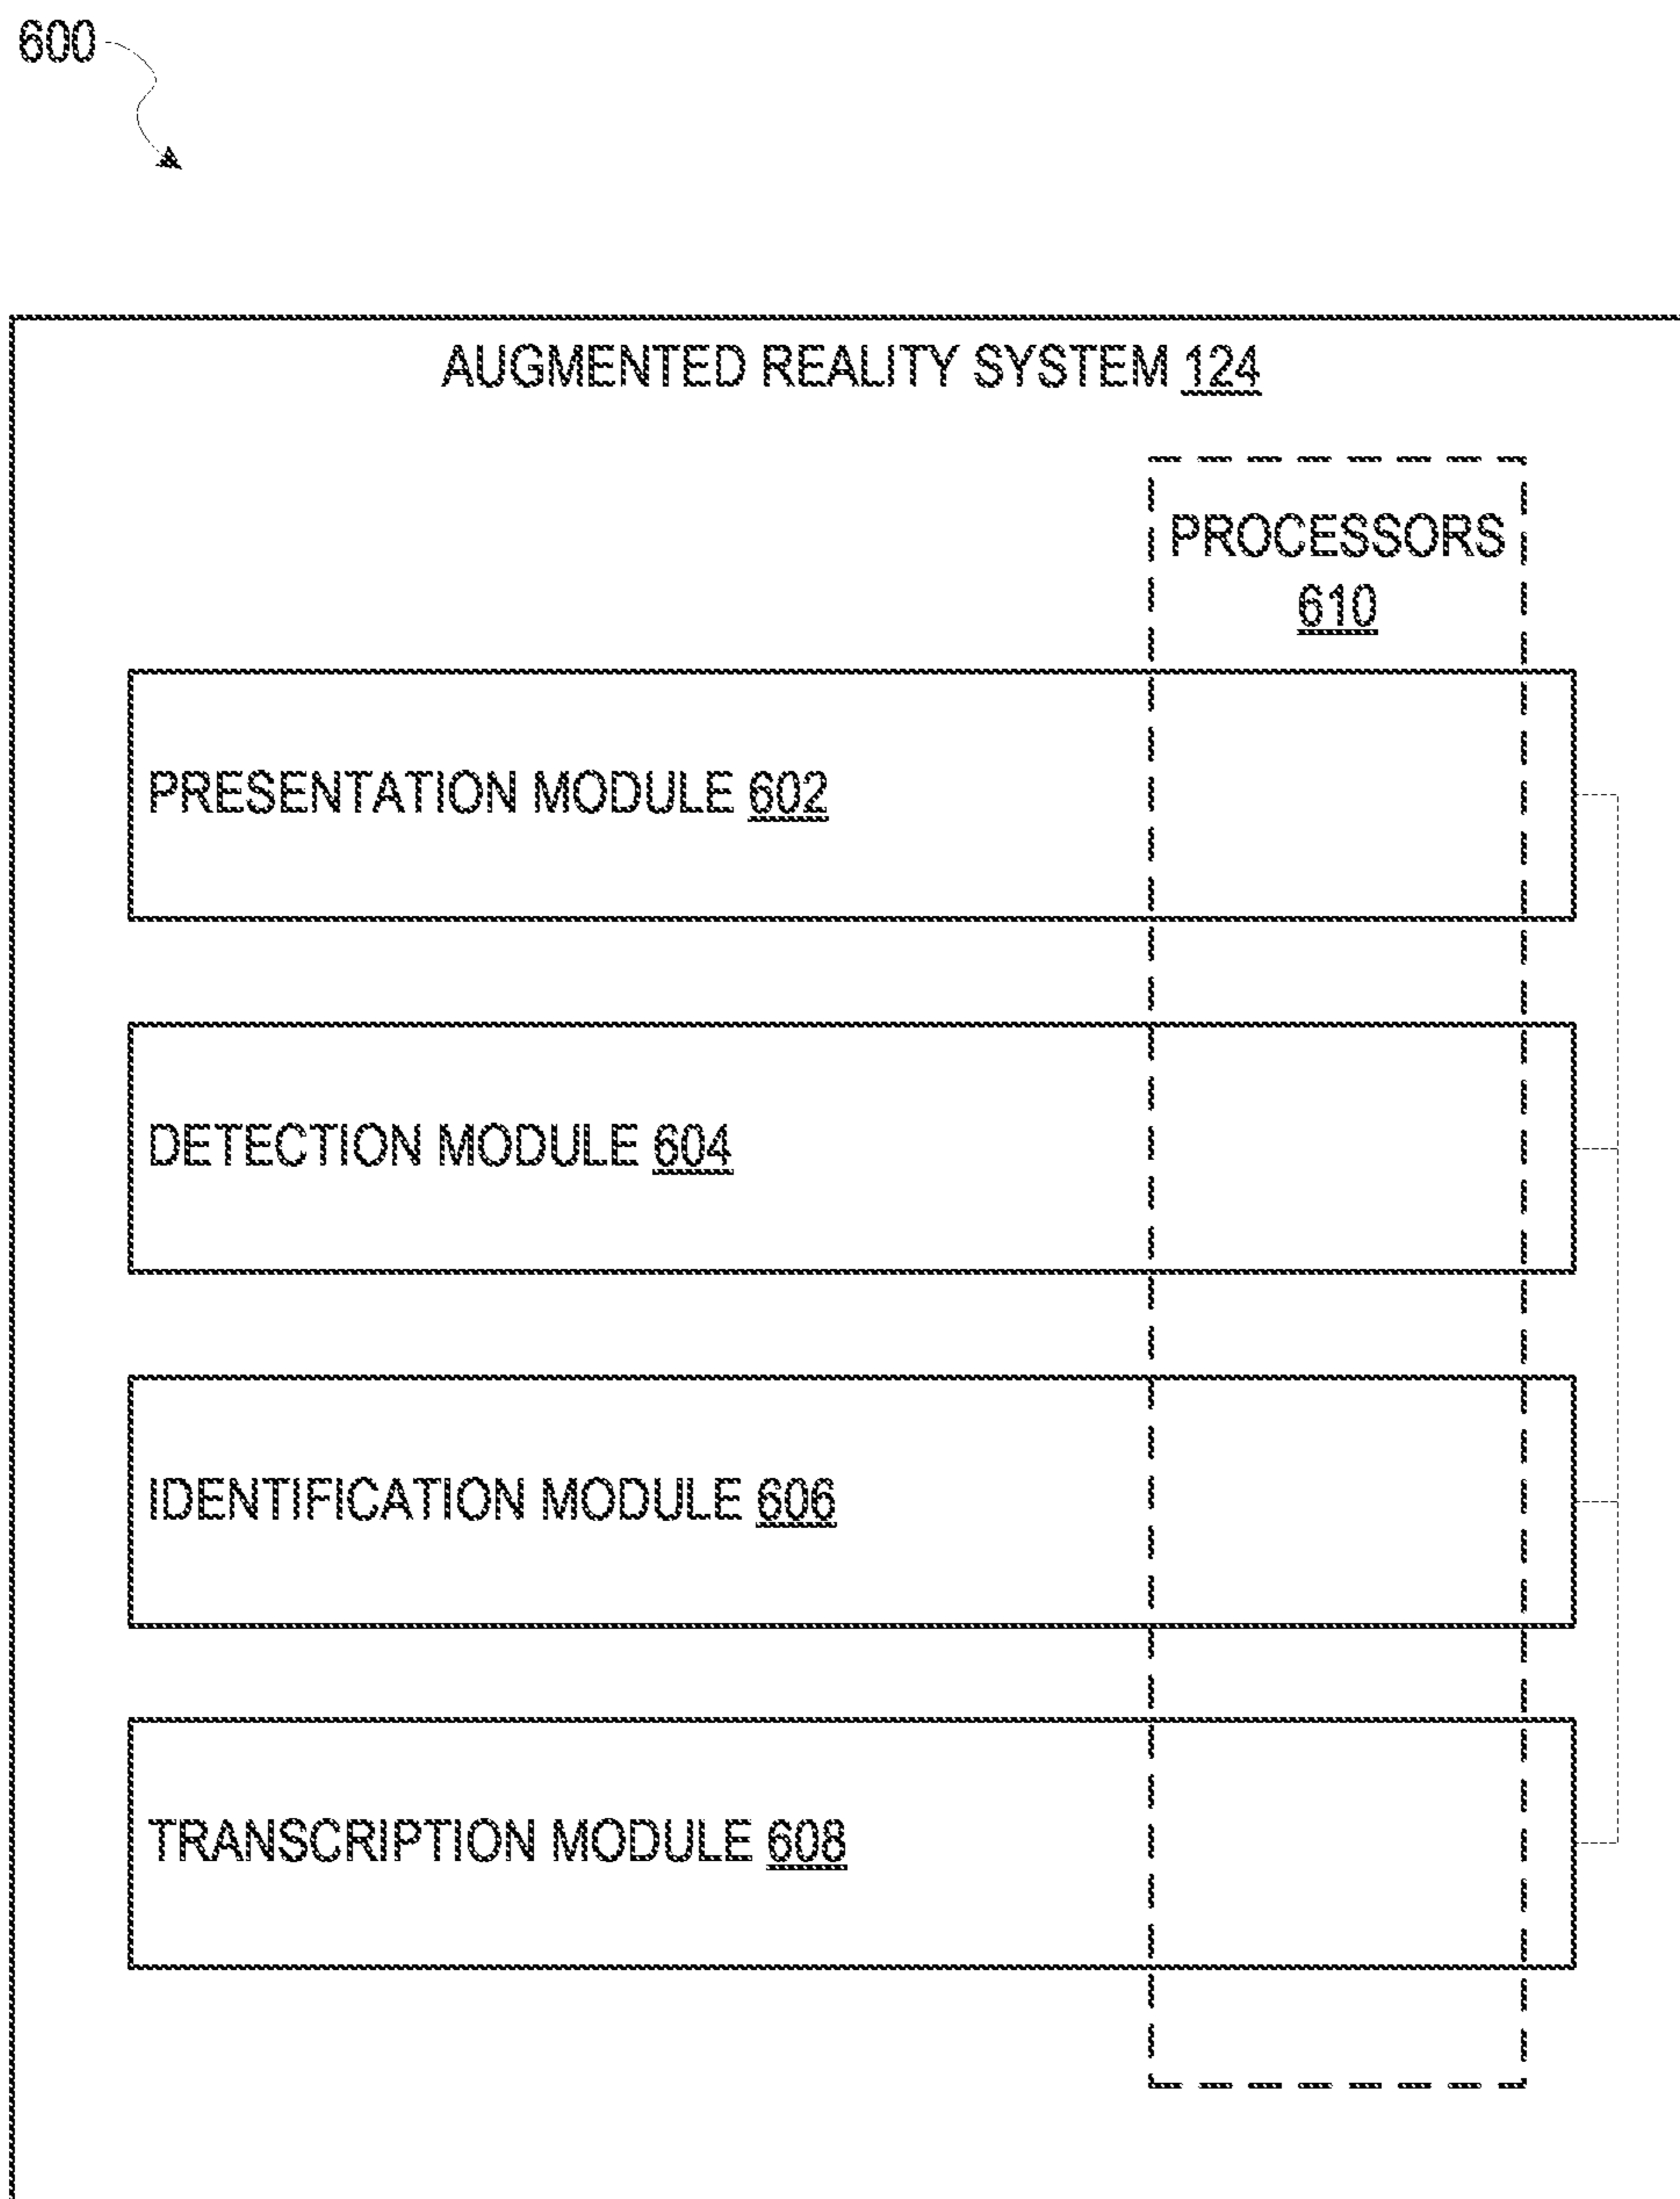 600
AUGMENTED REALITY SYSTEM 124
PROCESSORS
610
PRESENTATION MODULE 602
DETECTION MODULE 604
IDENTIFICATION MODULE 606
TRANSCRIPTION MODULE 608